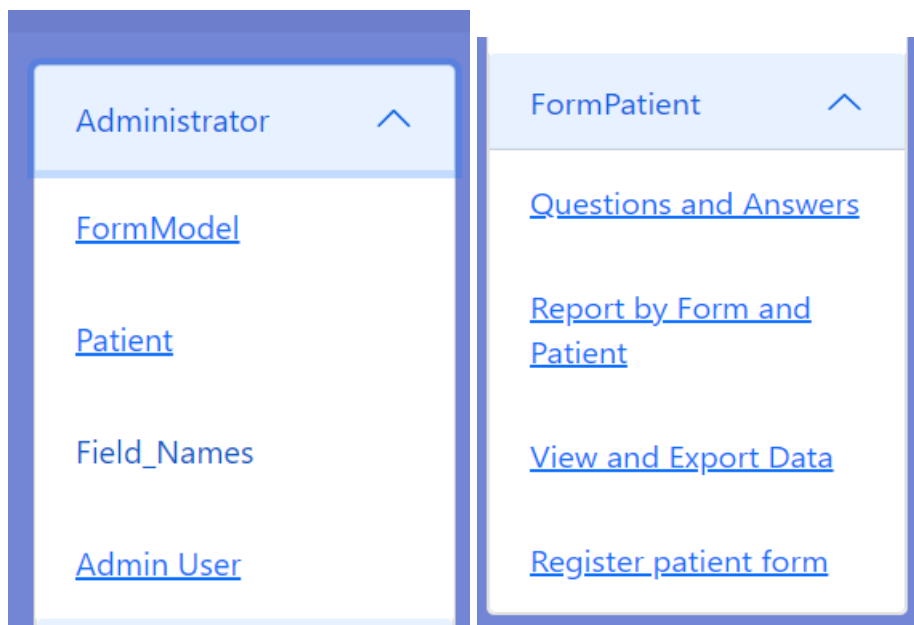 Administrator
FormModel
Patient
Field_Names
Admin User
FormPatient
Questions and Answers
Report by Form and
Patient
View and Export Data
Register patient form